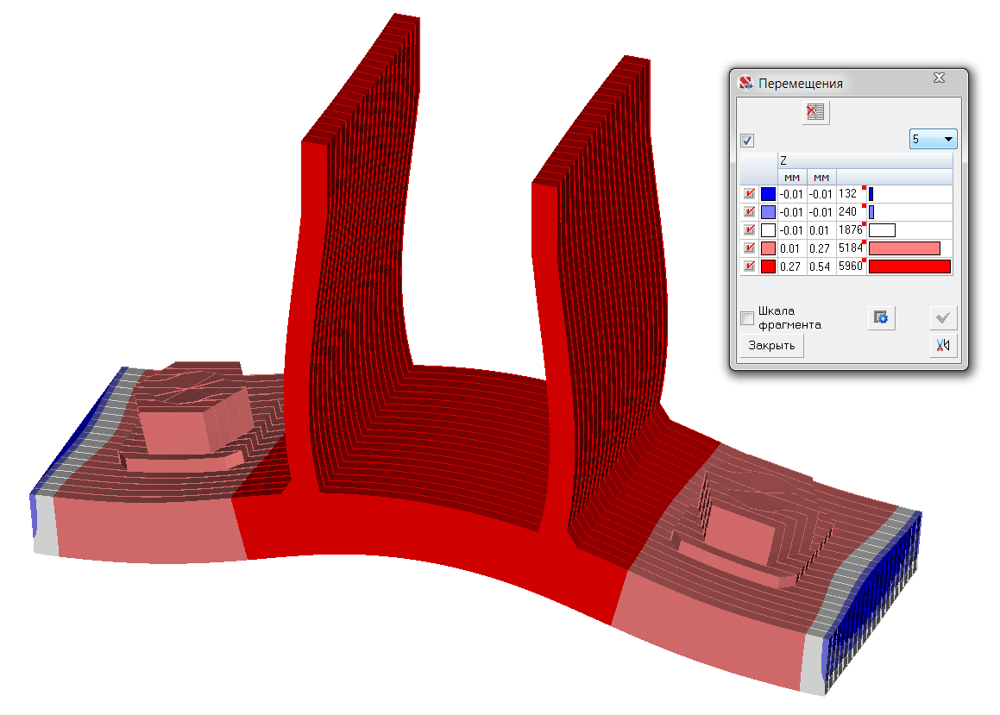 Перемещения
5
Z
мм мм
-0.01 -0.01 132
-0.01 -0.01 240
-0.01 0.01 1876
0.01 0.27 5184
0.27 0.54 5960
Шкала
фрагмента
Закрыть